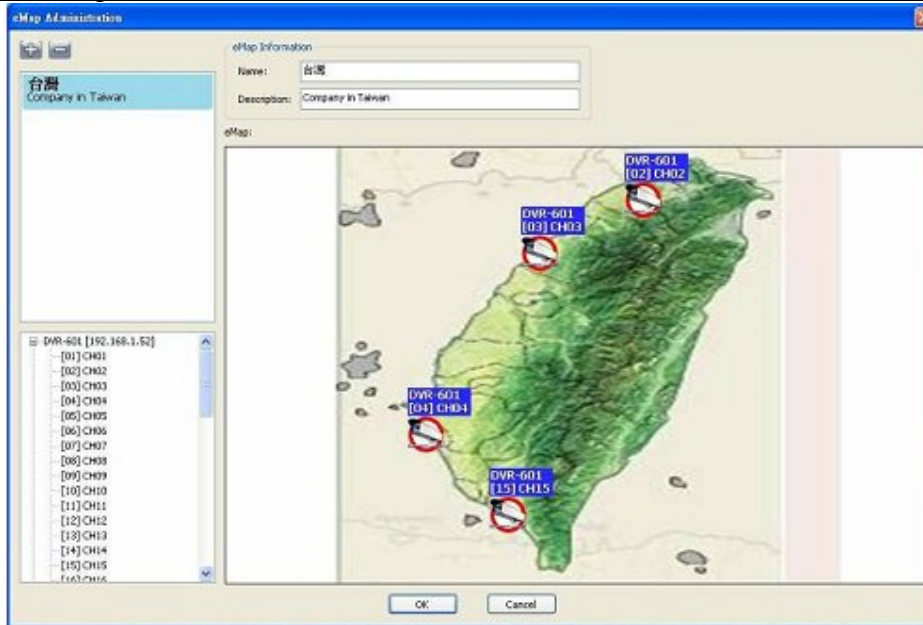 eMap Administration
台灣
Company in Taiwan
eMap Information
Name: 台灣
Description: Company in Taiwan
eMap:
DVR-601
[02] CH02
DVR-601
[03] CH03
DVR-601
[04] CH04
DVR-601
[15] CH15
DVR-601 [192.168.1.52]
[01] CH01
[02] CH02
[03] CH03
[04] CH04
[05] CH05
[06] CH06
[07] CH07
[08] CH08
[09] CH09
[10] CH10
[11] CH11
[12] CH12
[13] CH13
[14] CH14
[15] CH15
[16] CH16
OK
Cancel